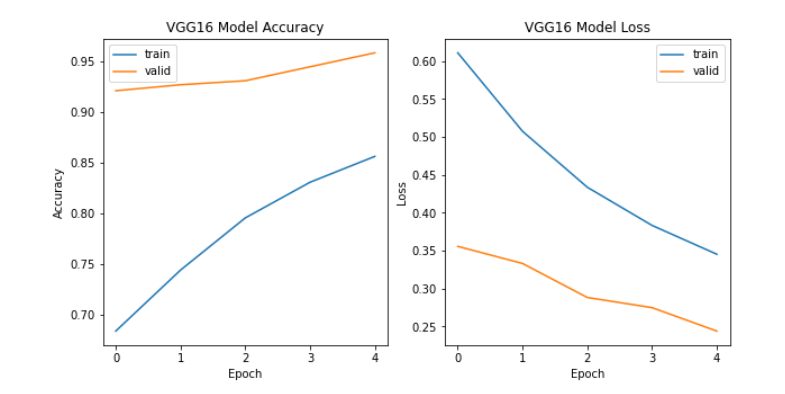 VGG16 Model Accuracy
train
valid
0.95
0.90
0.85
0.80
0.75
0.70
Accuracy
0
1
2
3
4
Epoch
VGG16 Model Loss
train
valid
0.60
0.55
0.50
0.45
0.40
0.35
0.30
0.25
Loss
0
1
2
3
4
Epoch